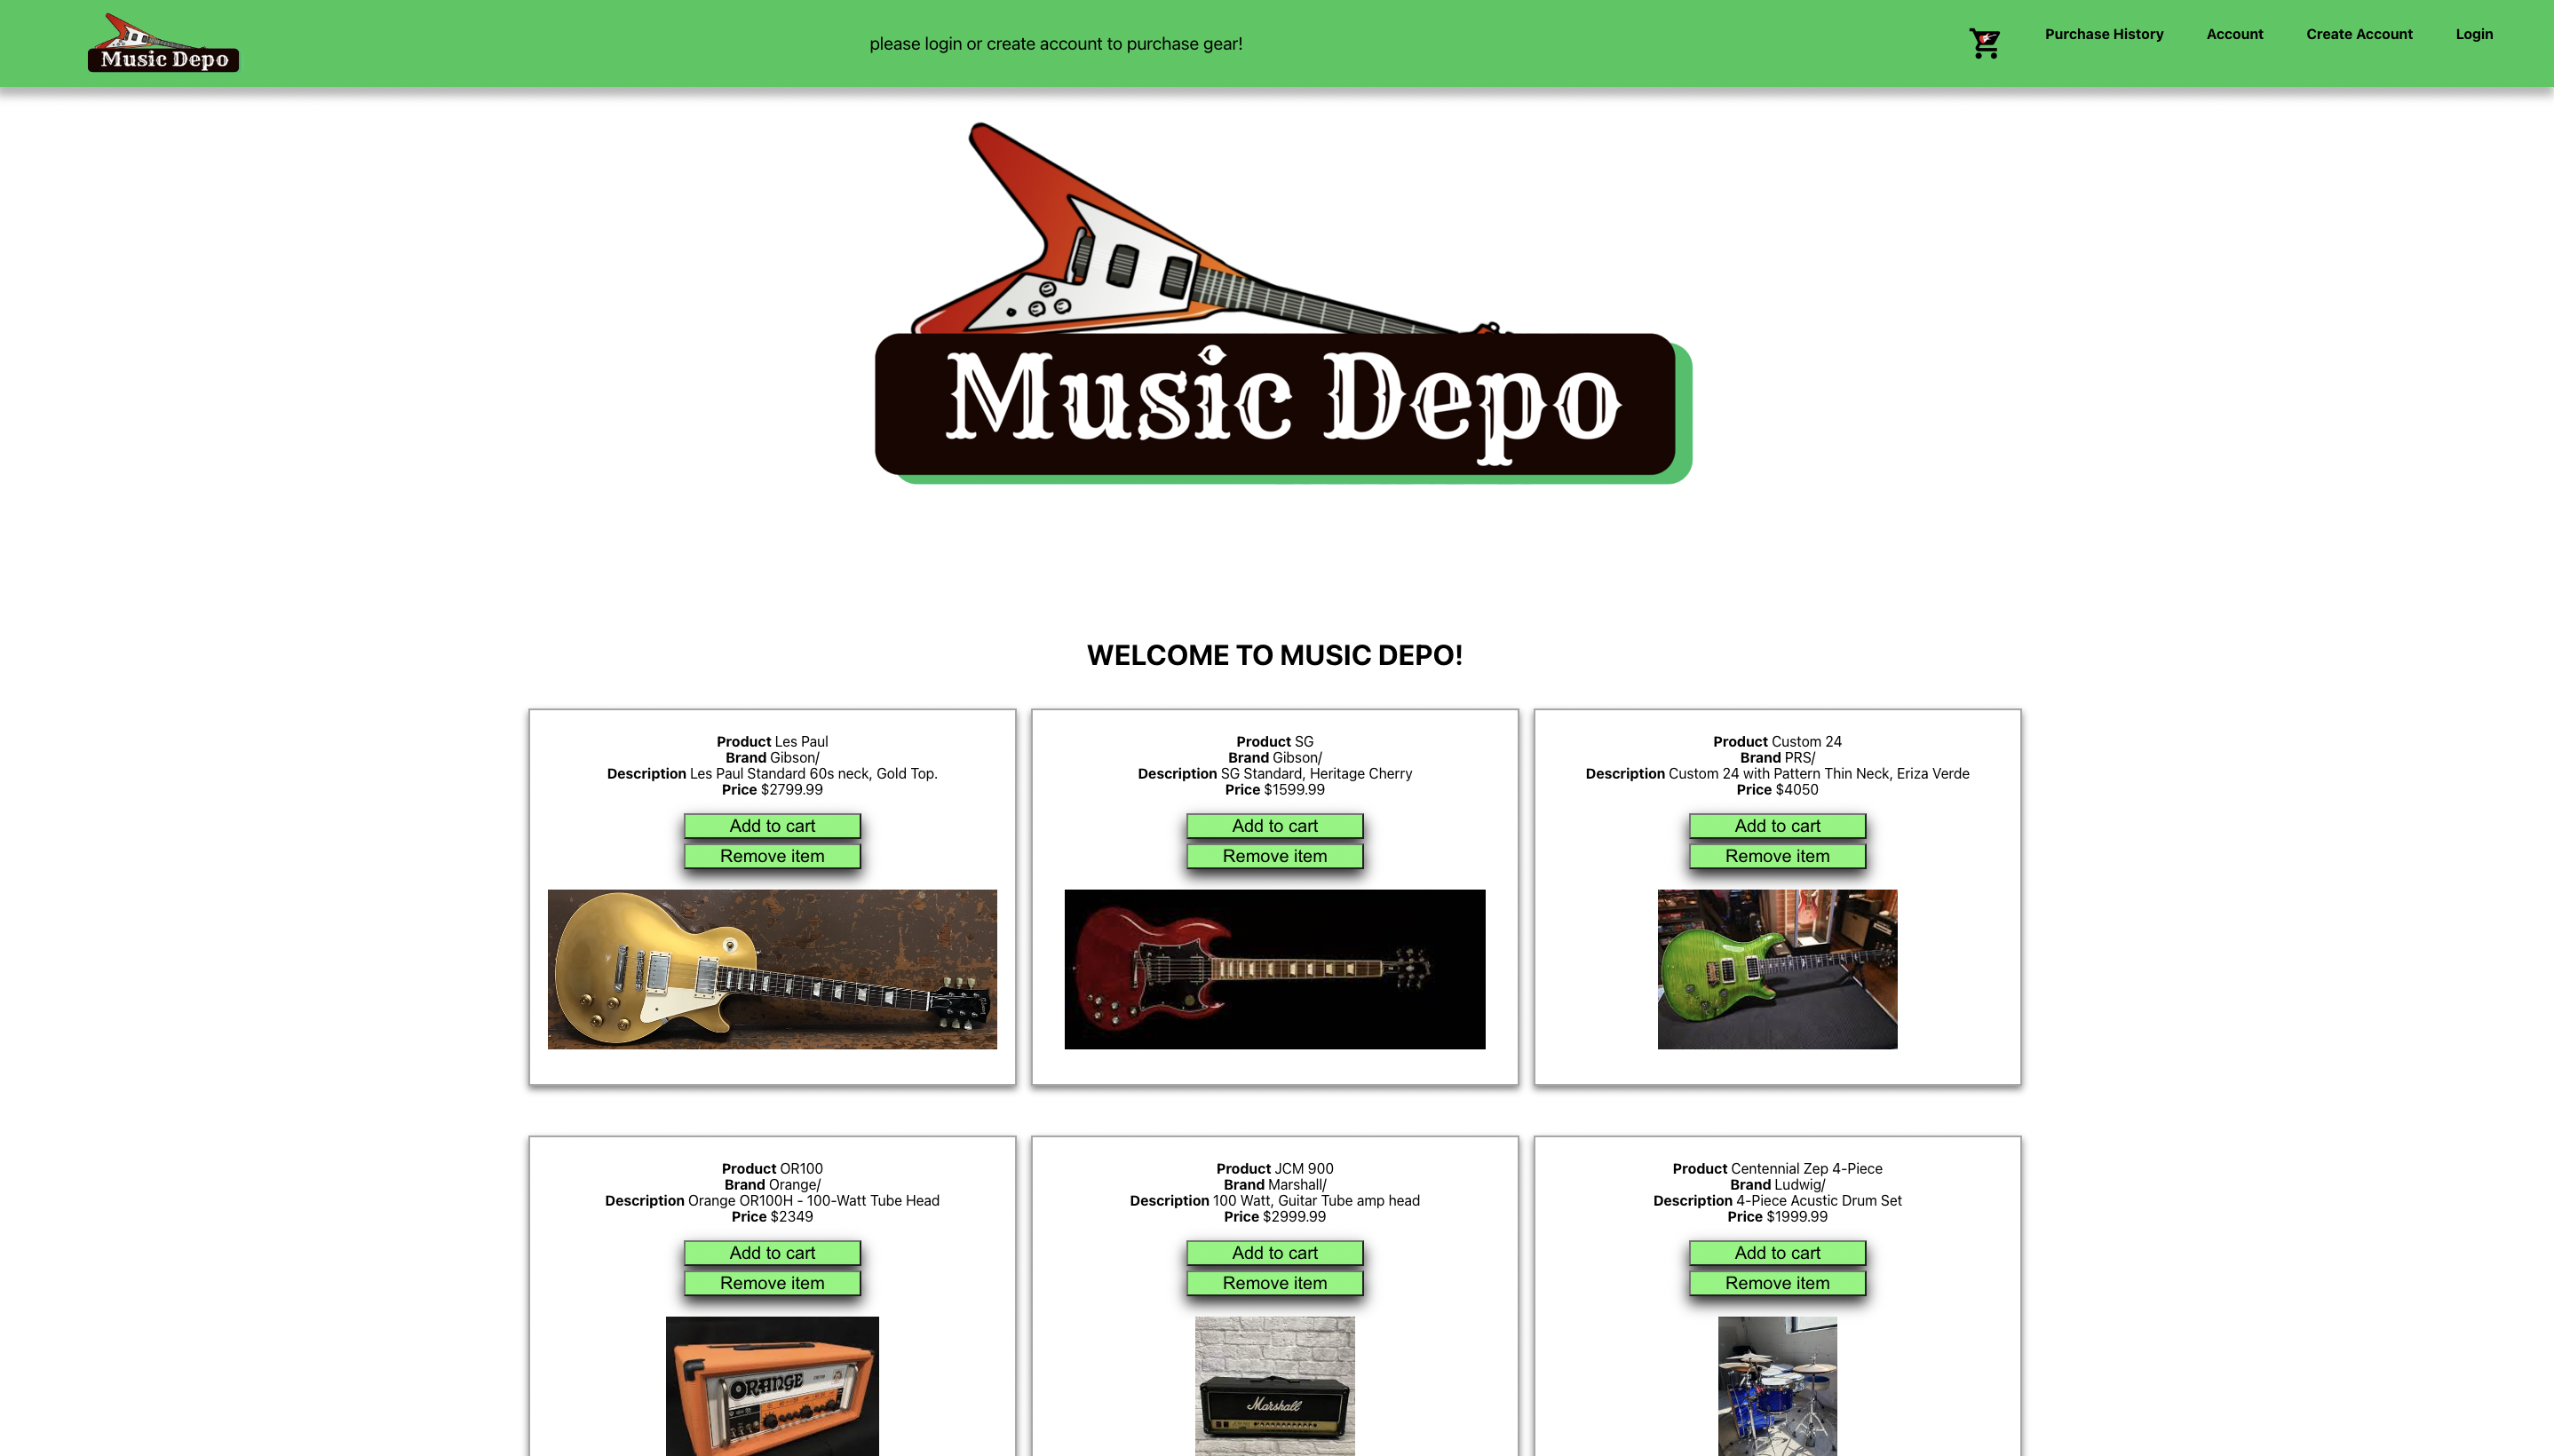 Music Depo
please login or create account to purchase gear!
Purchase History
Account
Create Account
Login
Music Depo
WELCOME TO MUSIC DEPO!
Product Les Paul
Brand Gibson/
Description Les Paul Standard 60s neck, Gold Top.
Price $2799.99
Add to cart
Remove item
Product SG
Brand Gibson/
Description SG Standard, Heritage Cherry
Price $1599.99
Add to cart
Remove item
Product Custom 24
Brand PRS/
Description Custom 24 with Pattern Thin Neck, Eriza Verde
Price $4050
Add to cart
Remove item
Product OR100
Brand Orange/
Description Orange OR100H - 100-Watt Tube Head
Price $2349
Add to cart
Remove item
ORANGE
Product JCM 900
Brand Marshall/
Description 100 Watt, Guitar Tube amp head
Price $2999.99
Add to cart
Remove item
Marshall
Product Centennial Zep 4-Piece
Brand Ludwig/
Description 4-Piece Acustic Drum Set
Price $1999.99
Add to cart
Remove item